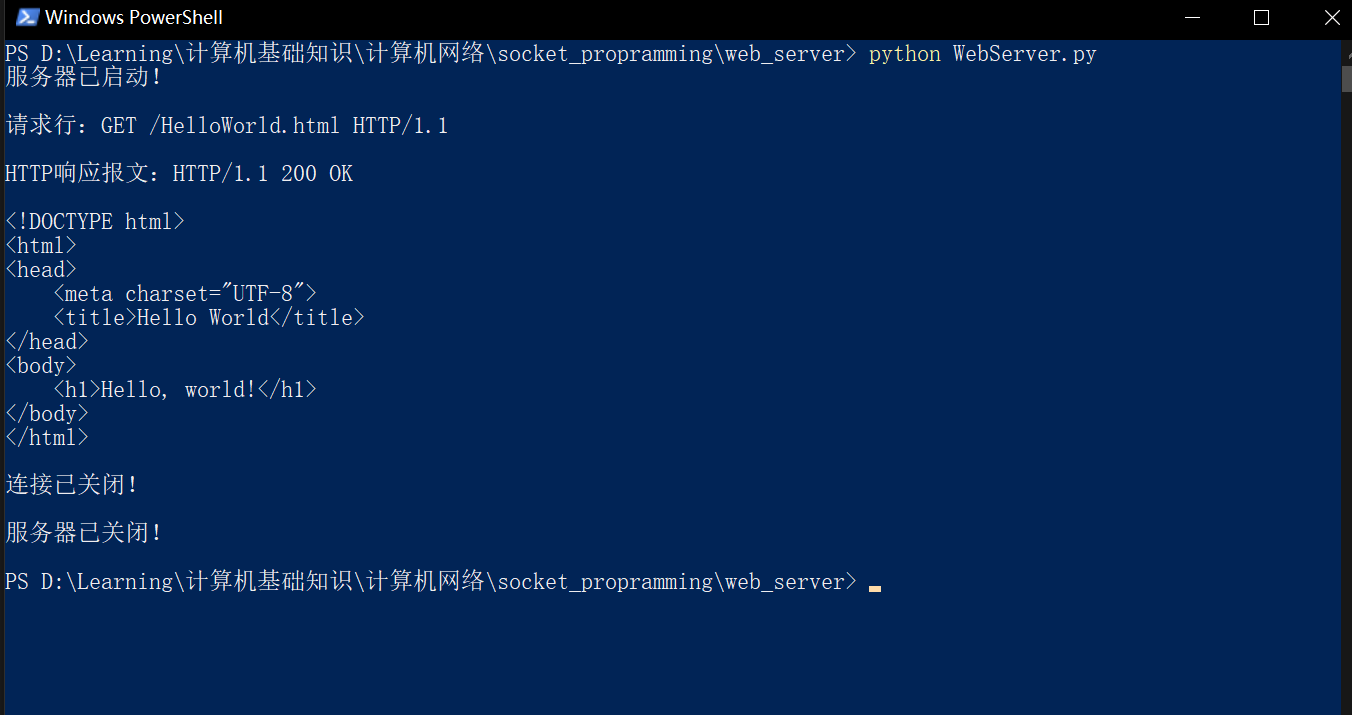 Windows PowerShell
PS D:\Learning\计算机基础知识\计算机网络\socket_propramming\web_server> python WebServer.py
服务器已启动！
请求行：GET /HelloWorld.html HTTP/1.1
HTTP响应报文：HTTP/1.1 200 OK
<!DOCTYPE html>
<html>
<head>
    <meta charset="UTF-8">
    <title>Hello World</title>
</head>
<body>
    <h1>Hello, world!</h1>
</body>
</html>
连接已关闭！
服务器已关闭！
PS D:\Learning\计算机基础知识\计算机网络\socket_propramming\web_server>